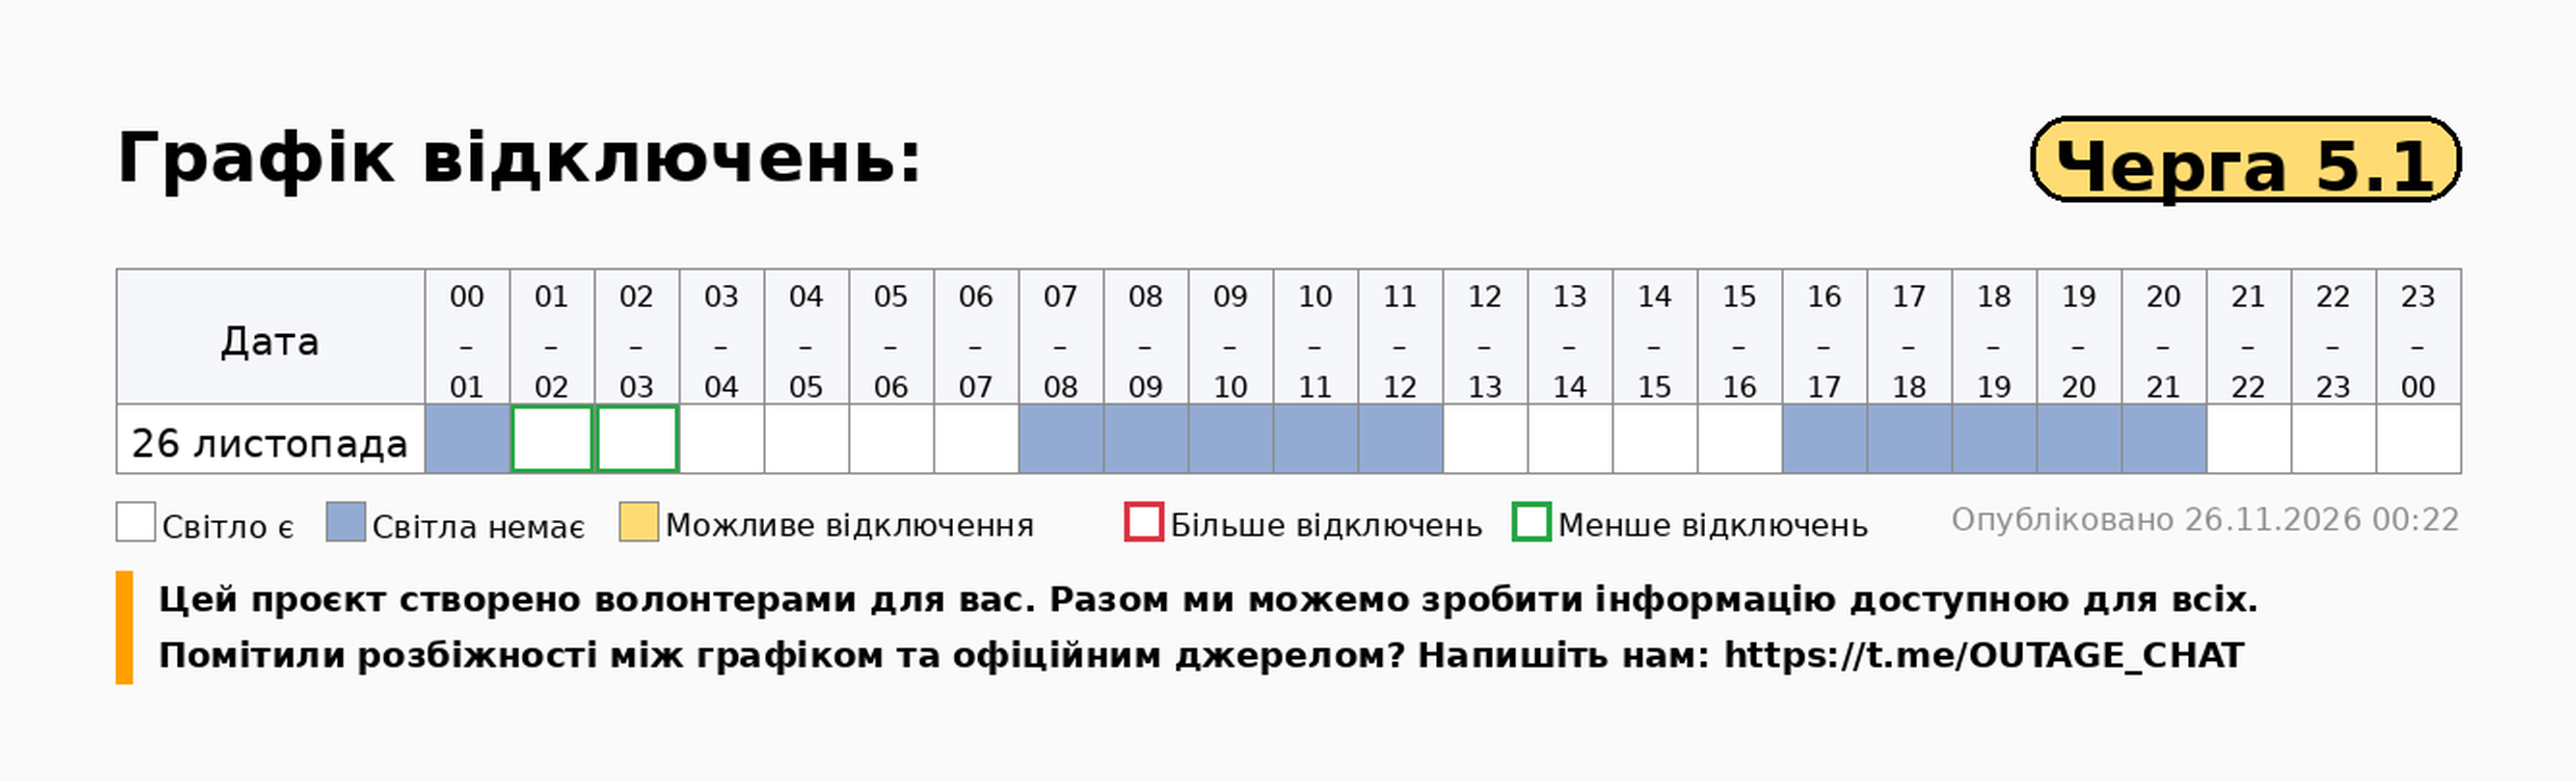 Графік відключень:
Черга 5.1
Дата
00 – 01
01 – 02
02 – 03
03 – 04
04 – 05
05 – 06
06 – 07
07 – 08
08 – 09
09 – 10
10 – 11
11 – 12
12 – 13
13 – 14
14 – 15
15 – 16
16 – 17
17 – 18
18 – 19
19 – 20
20 – 21
21 – 22
22 – 23
23 – 00
26 листопада
Світло є
Світла немає
Можливе відключення
Більше відключень
Менше відключень
Опубліковано 26.11.2026 00:22
Цей проєкт створено волонтерами для вас. Разом ми можемо зробити інформацію доступною для всіх.
Помітили розбіжності між графіком та офіційним джерелом? Напишіть нам: https://t.me/OUTAGE_CHAT